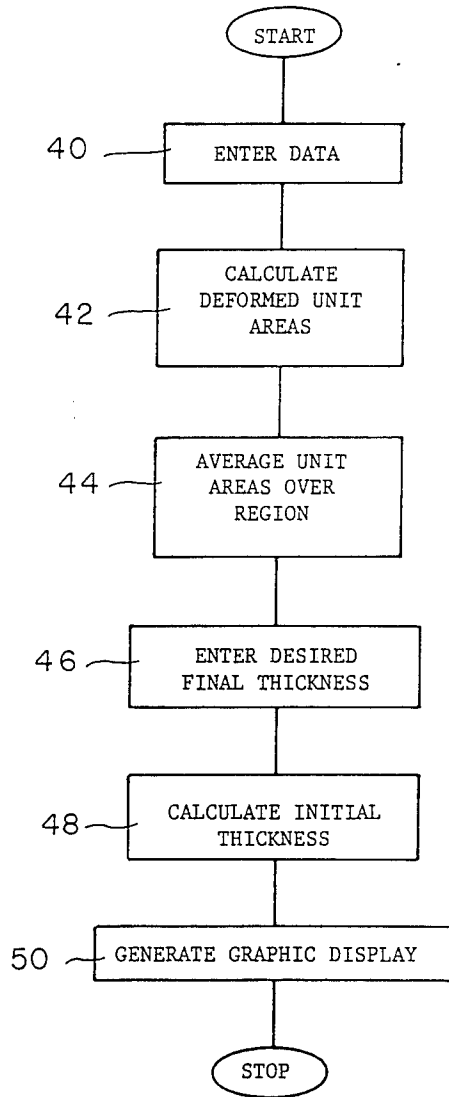 START
40
ENTER DATA
42
CALCULATE
DEFORMED UNIT
AREAS
44
AVERAGE UNIT
AREAS OVER
REGION
46
ENTER DESIRED
FINAL THICKNESS
48
CALCULATE INITIAL
THICKNESS
50
GENERATE GRAPHIC DISPLAY
STOP